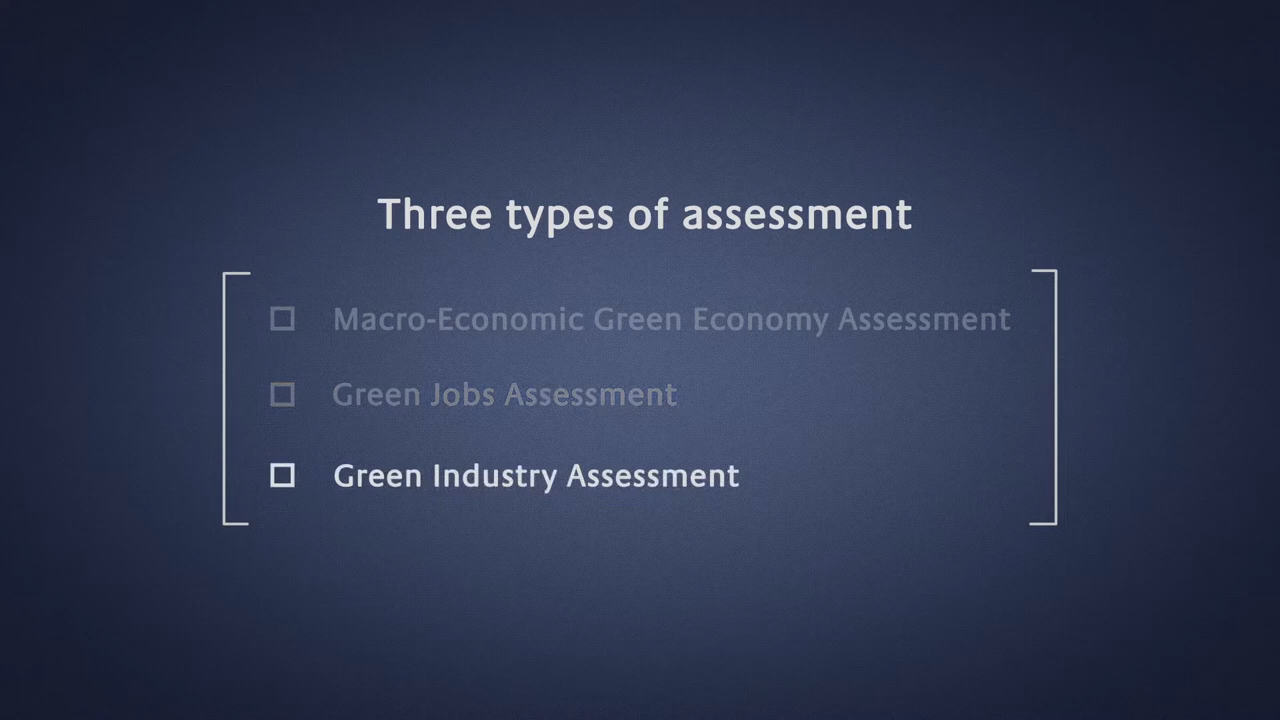 Three types of assessment
Macro-Economic Green Economy Assessment
Green Jobs Assessment
Green Industry Assessment